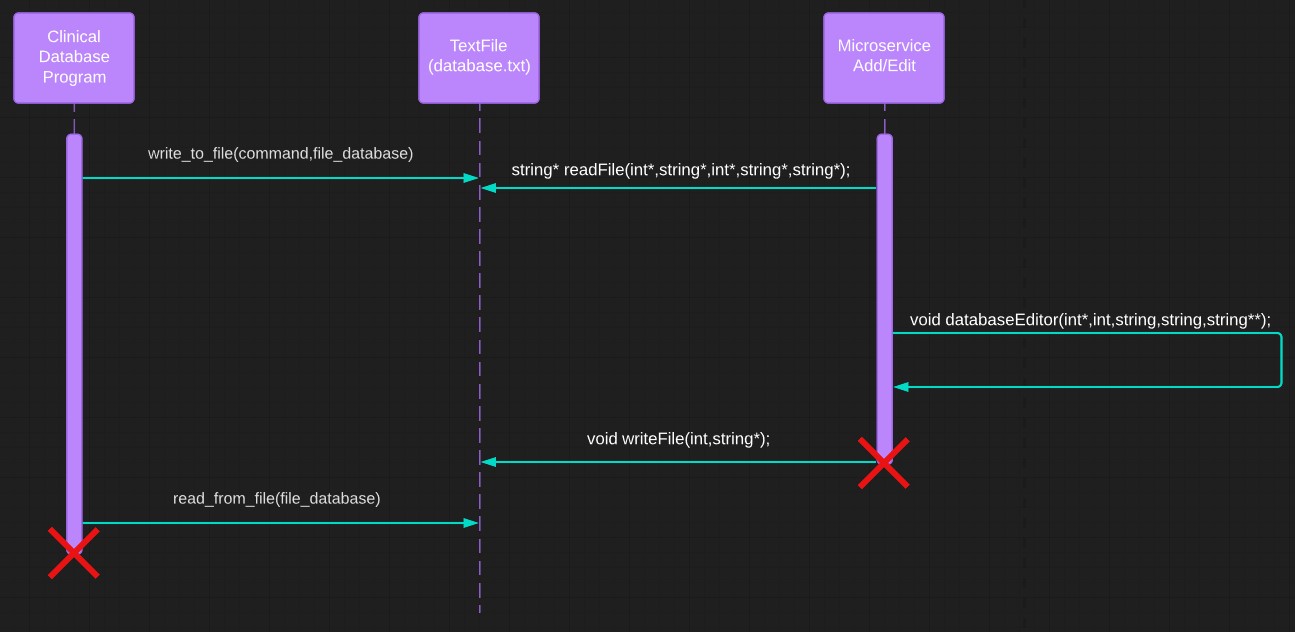 Clinical
Database
Program
TextFile
(database.txt)
Microservice
Add/Edit
write_to_file(command,file_database)
string* readFile(int*,string*,int*,string*,string*);
void databaseEditor(int*,int,string,string,string**);
void writeFile(int,string*);
read_from_file(file_database)